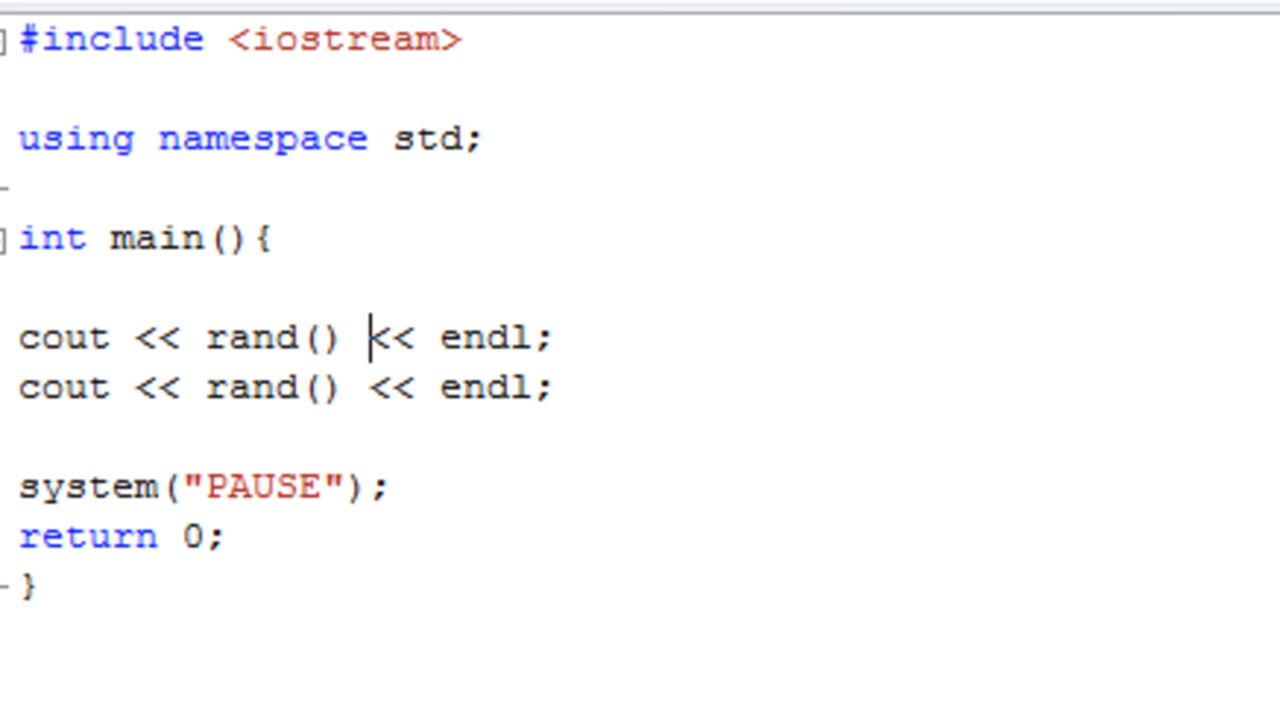 #include <iostream>
using namespace std;
int main(){
cout << rand() << endl;
cout << rand() << endl;
system("PAUSE");
return 0;
}